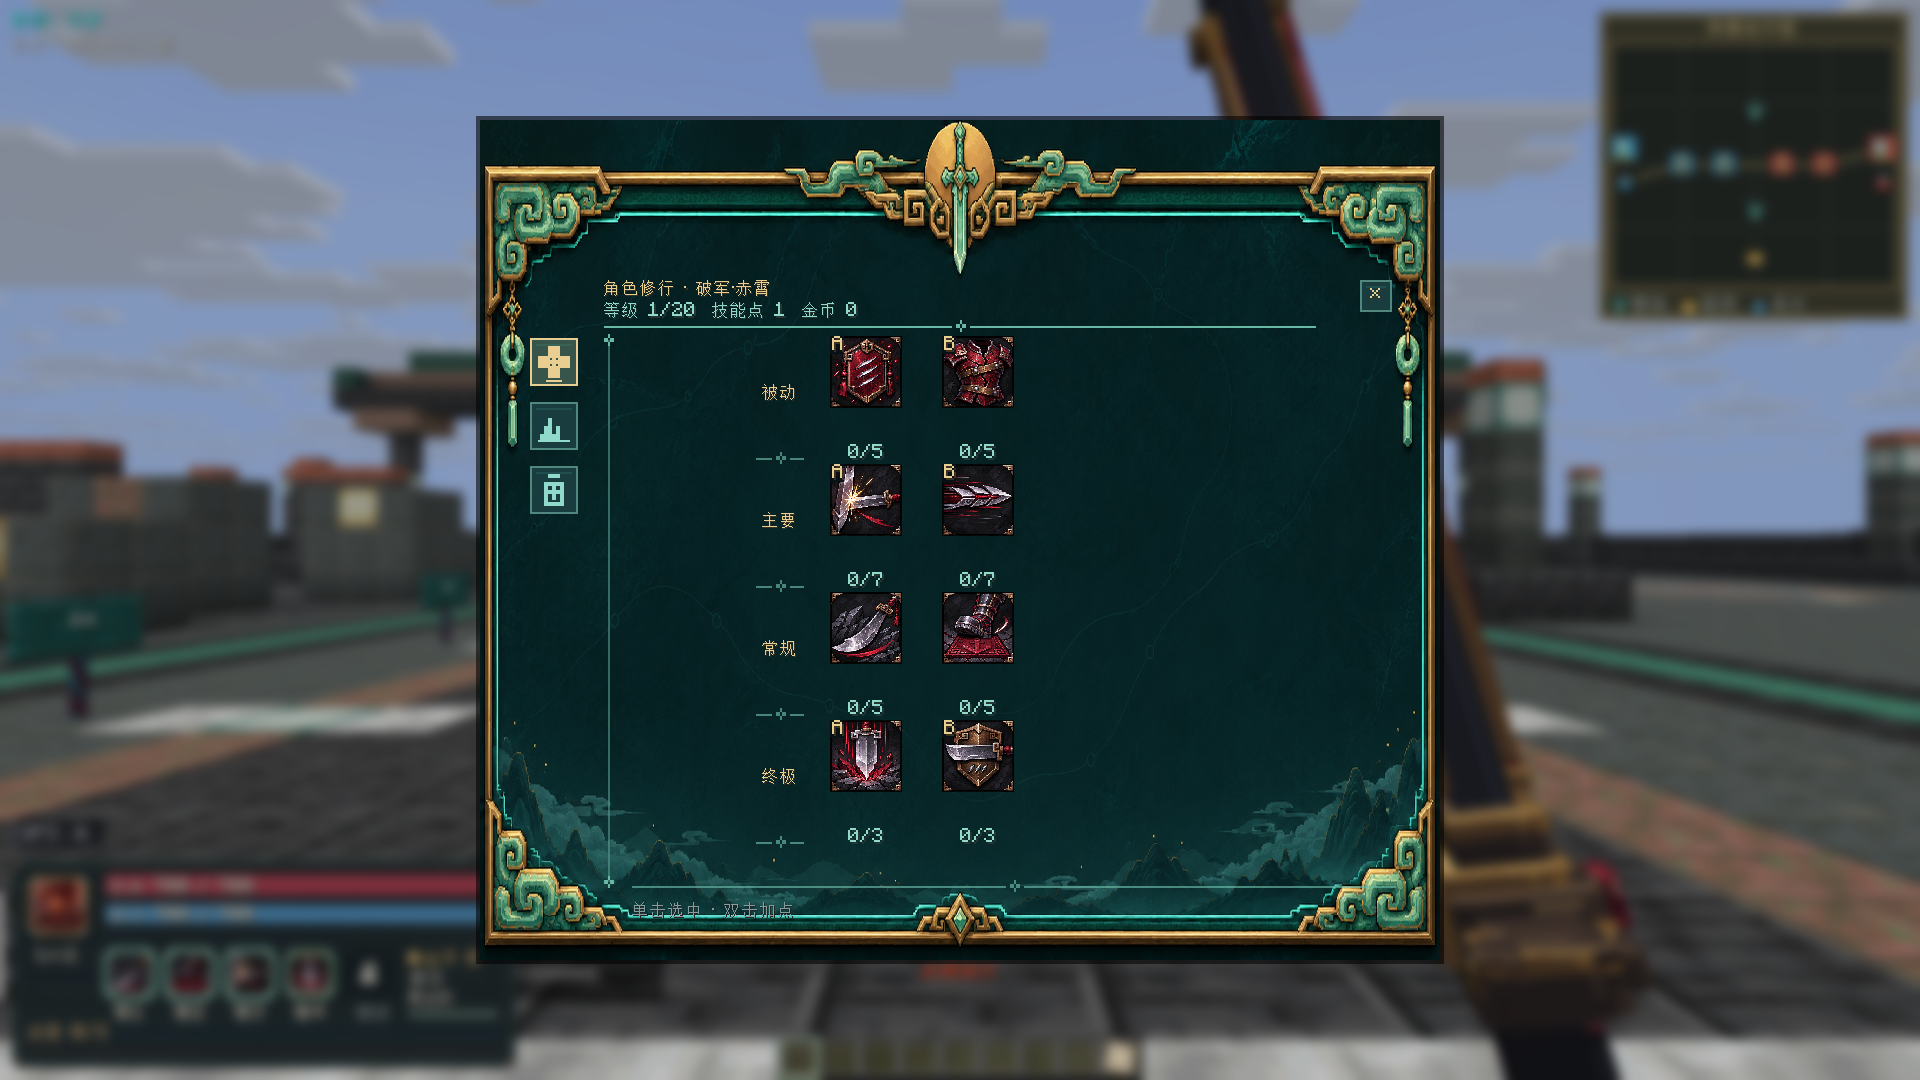 角色修行 · 破军·赤霄
等级 1/20 技能点 1 金币 0
×
A B
被动
0/5 0/5
A B
主要
0/7 0/7
常规
0/5 0/5
A B
终极
0/3 0/3
单击选中 · 双击加点